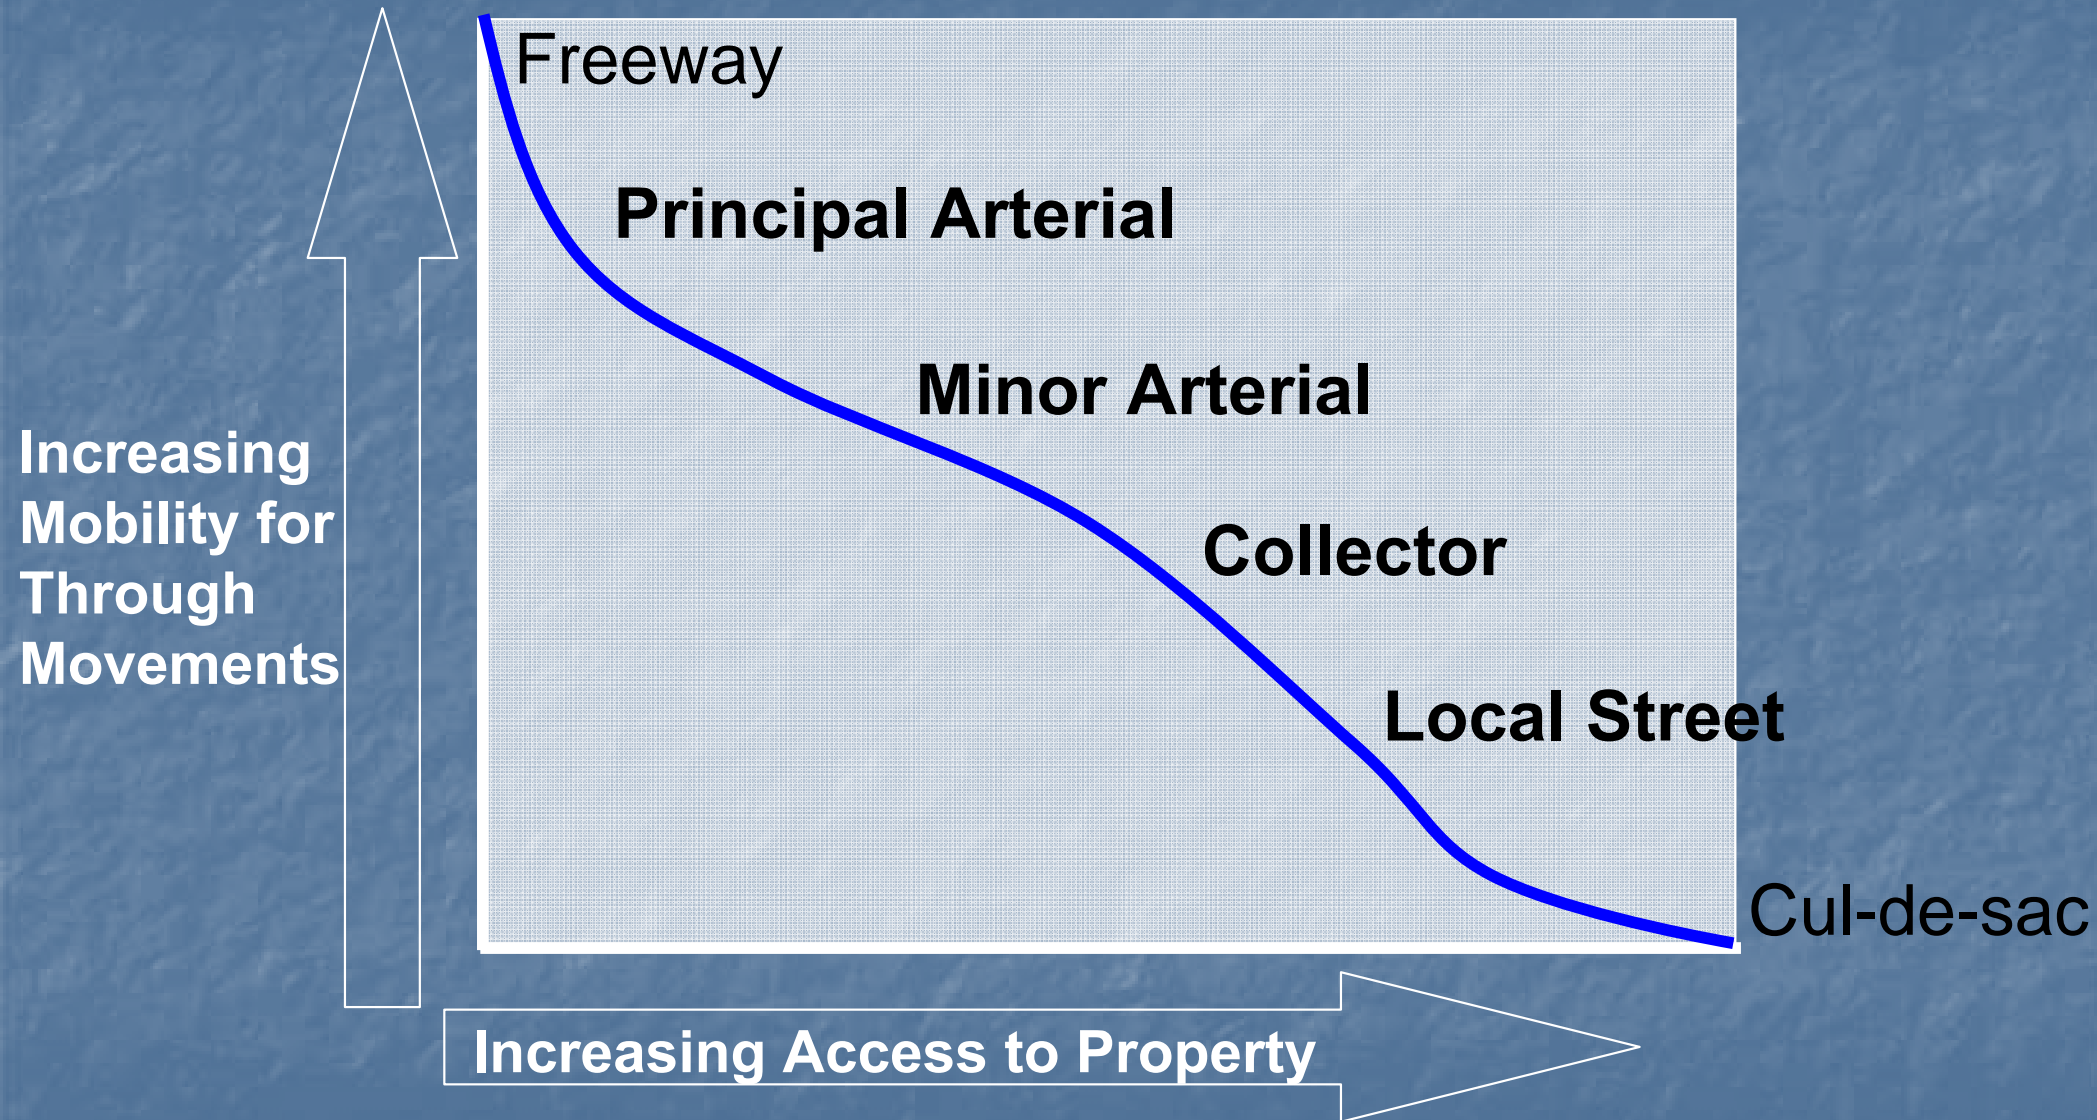 Freeway
Principal Arterial
Minor Arterial
Increasing
Mobility for
Through
Movements
Collector
Local Street
Cul-de-sac
Increasing Access to Property